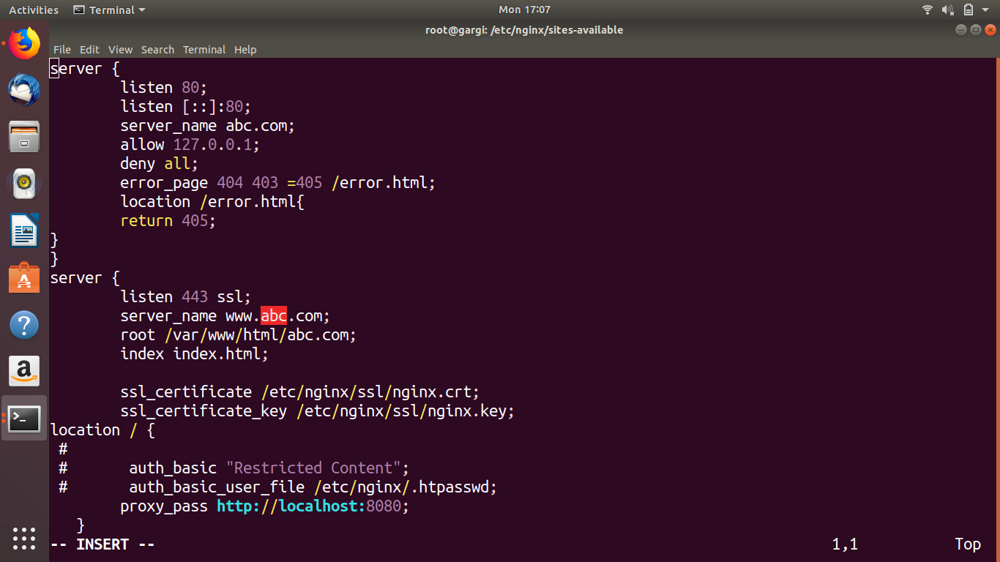 Activities Terminal Mon 17:07
root@gargi: /etc/nginx/sites-available
File Edit View Search Terminal Help
server {
        listen 80;
        listen [::]:80;
        server_name abc.com;
        allow 127.0.0.1;
        deny all;
        error_page 404 403 =405 /error.html;
        location /error.html{
        return 405;
}
}
server {
        listen 443 ssl;
        server_name www.abc.com;
        root /var/www/html/abc.com;
        index index.html;

        ssl_certificate /etc/nginx/ssl/nginx.crt;
        ssl_certificate_key /etc/nginx/ssl/nginx.key;
location / {
 #
 #       auth_basic "Restricted Content";
 #       auth_basic_user_file /etc/nginx/.htpasswd;
        proxy_pass http://localhost:8080;
   }
-- INSERT -- 1,1 Top